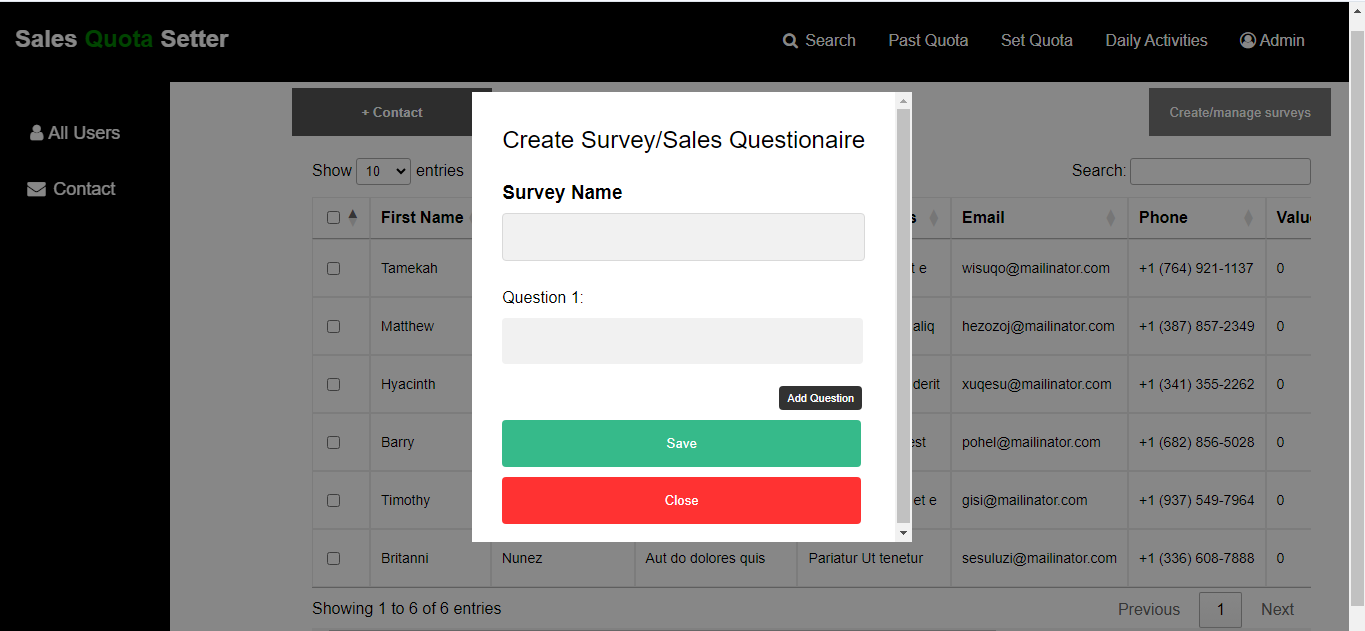 Sales Quota Setter
Search Past Quota Set Quota Daily Activities Admin
All Users
Contact
+ Contact
Create/manage surveys
Show 10 entries
Search:
First Name Email Phone
Tamekah t e wisuqo@mailinator.com +1 (764) 921-1137 0
Matthew aliq hezozoj@mailinator.com +1 (387) 857-2349 0
Hyacinth derit xuqesu@mailinator.com +1 (341) 355-2262 0
Barry est pohel@mailinator.com +1 (682) 856-5028 0
Timothy et e gisi@mailinator.com +1 (937) 549-7964 0
Britanni Nunez Aut do dolores quis Pariatur Ut tenetur sesuluzi@mailinator.com +1 (336) 608-7888 0
Showing 1 to 6 of 6 entries
Previous 1 Next
Create Survey/Sales Questionaire
Survey Name
Question 1:
Add Question
Save
Close